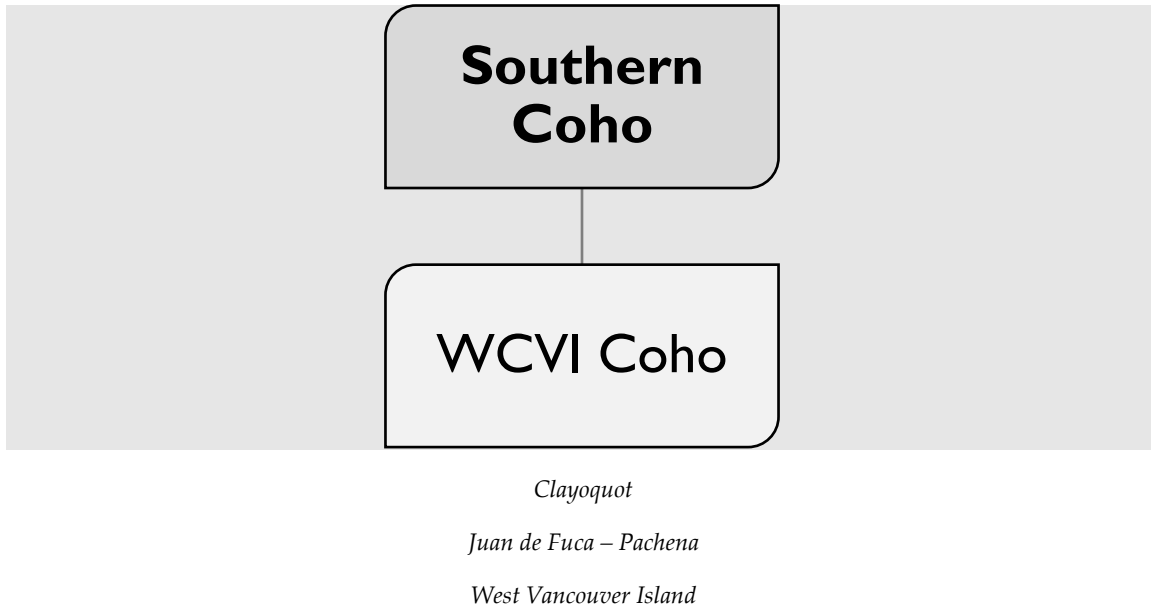 Southern
Coho
WCVI Coho
Clayoquot
Juan de Fuca – Pachena
West Vancouver Island